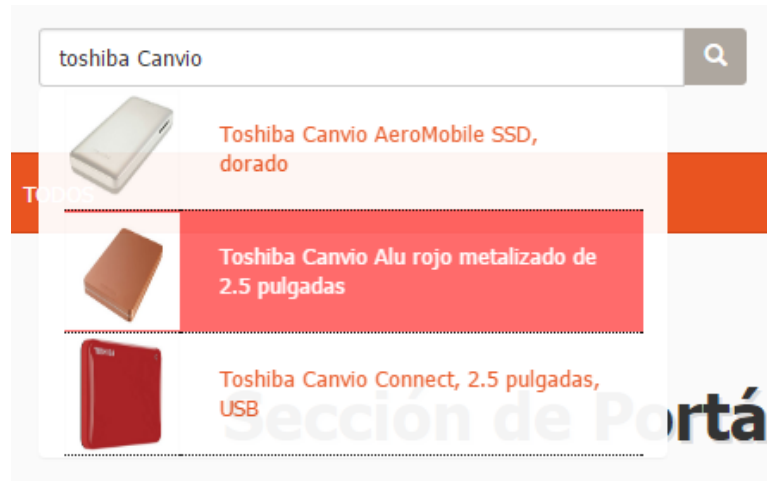 toshiba Canvio
Toshiba Canvio AeroMobile SSD,
dorado
TODOS
Toshiba Canvio Alu rojo metalizado de
2.5 pulgadas
TOSHIBA
Toshiba Canvio Connect, 2.5 pulgadas,
USB
Sección de Portá